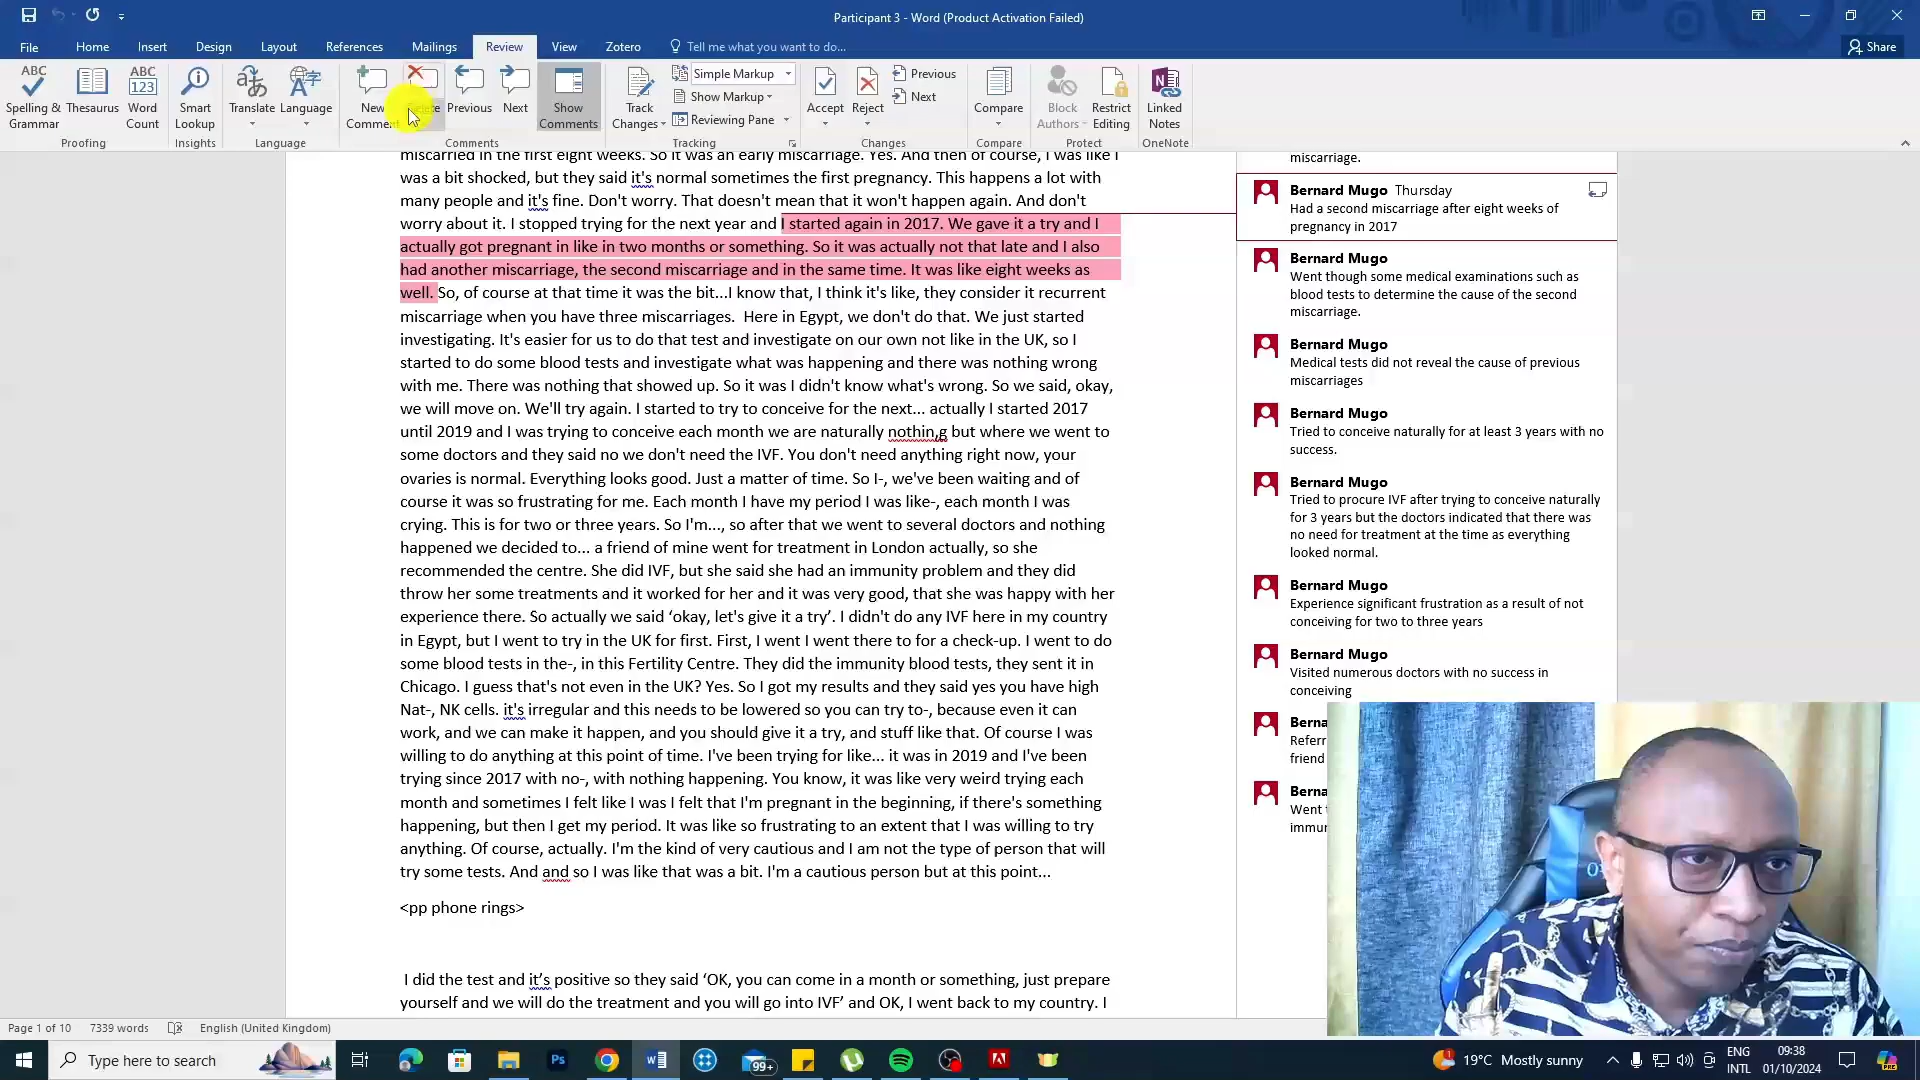 Participant 3 - Word (Product Activation Failed)
File Home Insert Design Layout References Mailings Review View Zotero Tell me what you want to do... Share
Spelling & Grammar
Thesaurus
Word Count
Smart Lookup
Translate
Language
New Comment
Delete
Previous
Next
Show Comments
Track Changes
Simple Markup
Show Markup
Reviewing Pane
Accept
Reject
Previous
Next
Compare
Block Authors
Restrict Editing
Linked Notes
Proofing Insights Language Comments Tracking Changes Compare Protect OneNote
miscarried in the first eight weeks. So it was an early miscarriage. Yes. And then of course, I was like I
was a bit shocked, but they said it's normal sometimes the first pregnancy. This happens a lot with
many people and it's fine. Don't worry. That doesn't mean that it won't happen again. And don't
worry about it. I stopped trying for the next year and I started again in 2017. We gave it a try and I
actually got pregnant in like in two months or something. So it was actually not that late and I also
had another miscarriage, the second miscarriage and in the same time. It was like eight weeks as
well. So, of course at that time it was the bit...I know that, I think it's like, they consider it recurrent
miscarriage when you have three miscarriages.  Here in Egypt, we don't do that. We just started
investigating. It's easier for us to do that test and investigate on our own not like in the UK, so I
started to do some blood tests and investigate what was happening and there was nothing wrong
with me. There was nothing that showed up. So it was I didn't know what's wrong. So we said, okay,
we will move on. We'll try again. I started to try to conceive for the next... actually I started 2017
until 2019 and I was trying to conceive each month we are naturally nothin,g but where we went to
some doctors and they said no we don't need the IVF. You don't need anything right now, your
ovaries is normal. Everything looks good. Just a matter of time. So I-, we've been waiting and of
course it was so frustrating for me. Each month I have my period I was like-, each month I was
crying. This is for two or three years. So I'm..., so after that we went to several doctors and nothing
happened we decided to... a friend of mine went for treatment in London actually, so she
recommended the centre. She did IVF, but she said she had an immunity problem and they did
throw her some treatments and it worked for her and it was very good, that she was happy with her
experience there. So actually we said ‘okay, let's give it a try’. I didn't do any IVF here in my country
in Egypt, but I went to try in the UK for first. First, I went I went there to for a check-up. I went to do
some blood tests in the-, in this Fertility Centre. They did the immunity blood tests, they sent it in
Chicago. I guess that's not even in the UK? Yes. So I got my results and they said yes you have high
Nat-, NK cells. it's irregular and this needs to be lowered so you can try to-, because even it can
work, and we can make it happen, and you should give it a try, and stuff like that. Of course I was
willing to do anything at this point of time. I've been trying for like... it was in 2019 and I've been
trying since 2017 with no-, with nothing happening. You know, it was like very weird trying each
month and sometimes I felt like I was I felt that I'm pregnant in the beginning, if there's something
happening, but then I get my period. It was like so frustrating to an extent that I was willing to try
anything. Of course, actually. I'm the kind of very cautious and I am not the type of person that will
try some tests. And and so I was like that was a bit. I'm a cautious person but at this point...
<pp phone rings>
I did the test and it’s positive so they said ‘OK, you can come in a month or something, just prepare
yourself and we will do the treatment and you will go into IVF’ and OK, I went back to my country. I
miscarriage.
Bernard Mugo Thursday
Had a second miscarriage after eight weeks of
pregnancy in 2017
Bernard Mugo
Went though some medical examinations such as
blood tests to determine the cause of the second
miscarriage.
Bernard Mugo
Medical tests did not reveal the cause of previous
miscarriages
Bernard Mugo
Tried to conceive naturally for at least 3 years with no
success.
Bernard Mugo
Tried to procure IVF after trying to conceive naturally
for 3 years but the doctors indicated that there was
no need for treatment at the time as everything
looked normal.
Bernard Mugo
Experience significant frustration as a result of not
conceiving for two to three years
Bernard Mugo
Visited numerous doctors with no success in
conceiving
Berna
Referr
friend
Berna
Went
immu
Page 1 of 10 7339 words English (United Kingdom)
Type here to search
99+
19°C Mostly sunny
ENG
INTL
09:38
01/10/2024